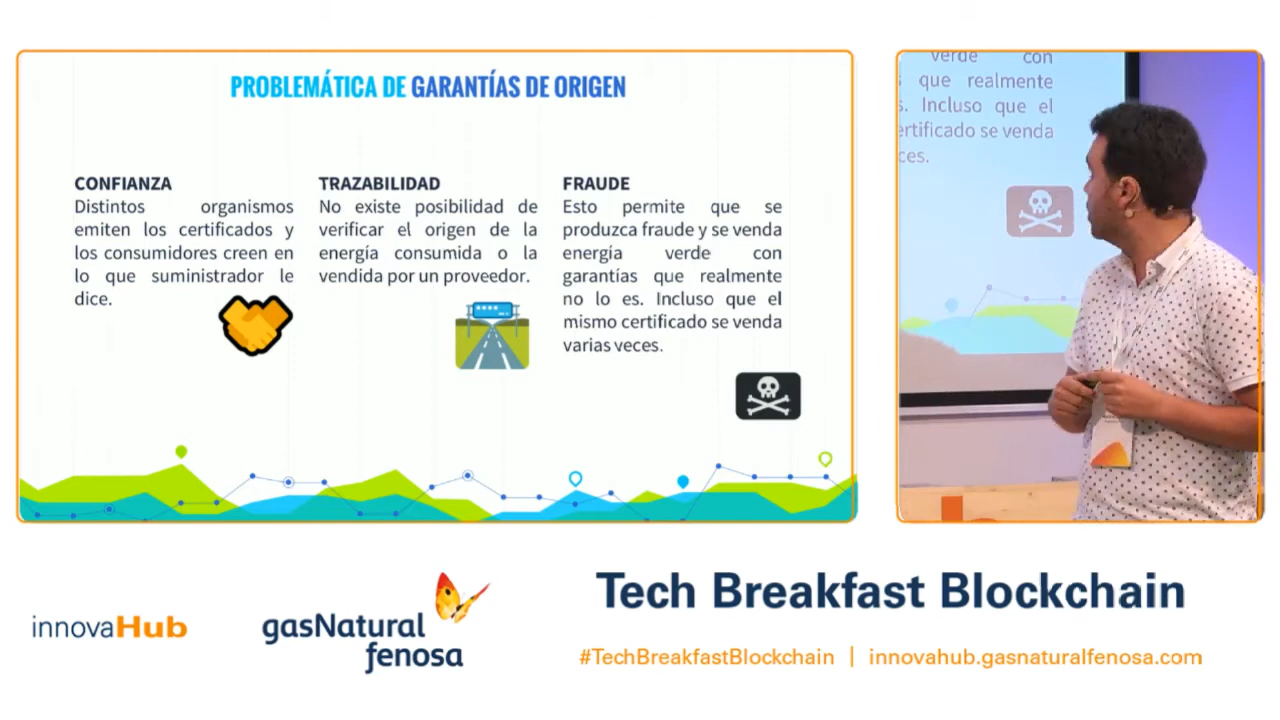 PROBLEMÁTICA DE GARANTÍAS DE ORIGEN
CONFIANZA
Distintos organismos
emiten los certificados y
los consumidores creen en
lo que suministrador le
dice.
TRAZABILIDAD
No existe posibilidad de
verificar el origen de la
energía consumida o la
vendida por un proveedor.
FRAUDE
Esto permite que se
produzca fraude y se venda
energía verde con
garantías que realmente
no lo es. Incluso que el
mismo certificado se venda
varias veces.
verde con
que realmente
s. Incluso que el
ertificado se venda
ces.
innovaHub
gasNatural
fenosa
Tech Breakfast Blockchain
#TechBreakfastBlockchain | innovahub.gasnaturalfenosa.com